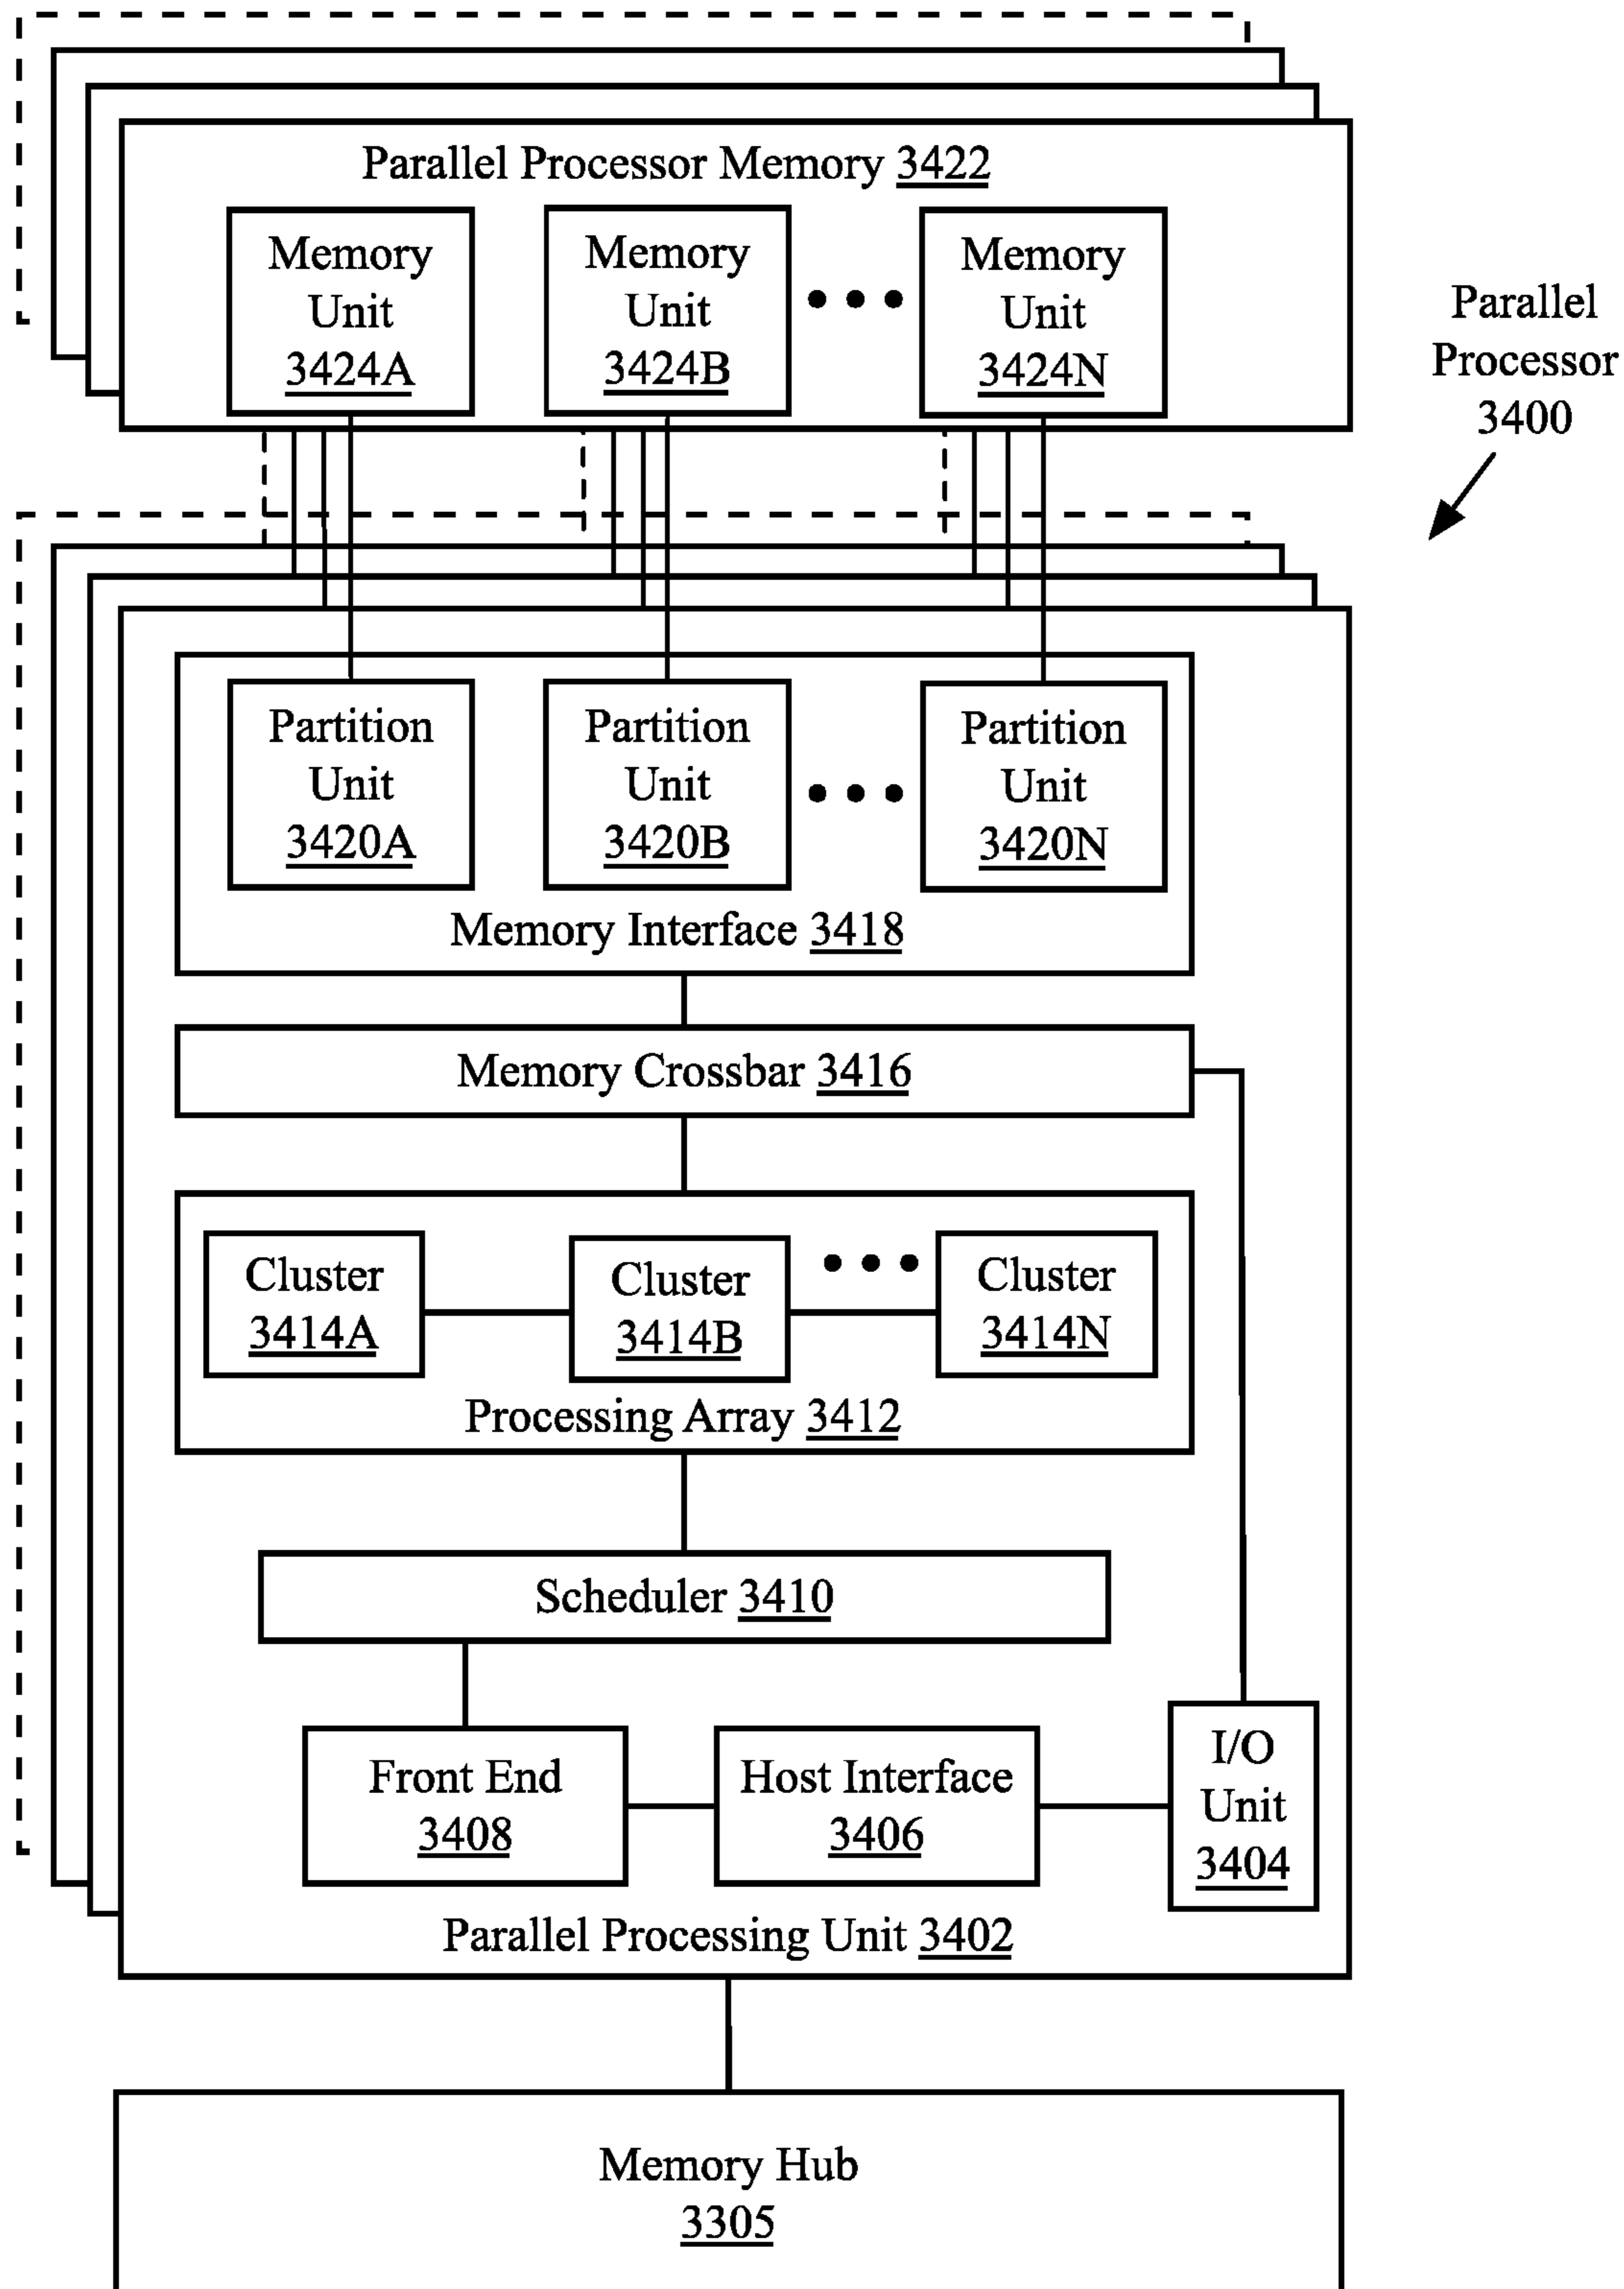 Parallel Processor Memory 3422
Memory
Unit
3424A
Memory
Unit
3424B
Memory
Unit
3424N
Parallel
Processor
3400
Partition
Unit
3420A
Partition
Unit
3420B
Partition
Unit
3420N
Memory Interface 3418
Memory Crossbar 3416
Cluster
3414A
Cluster
3414B
Cluster
3414N
Processing Array 3412
Scheduler 3410
Front End
3408
Host Interface
3406
I/O
Unit
3404
Parallel Processing Unit 3402
Memory Hub
3305